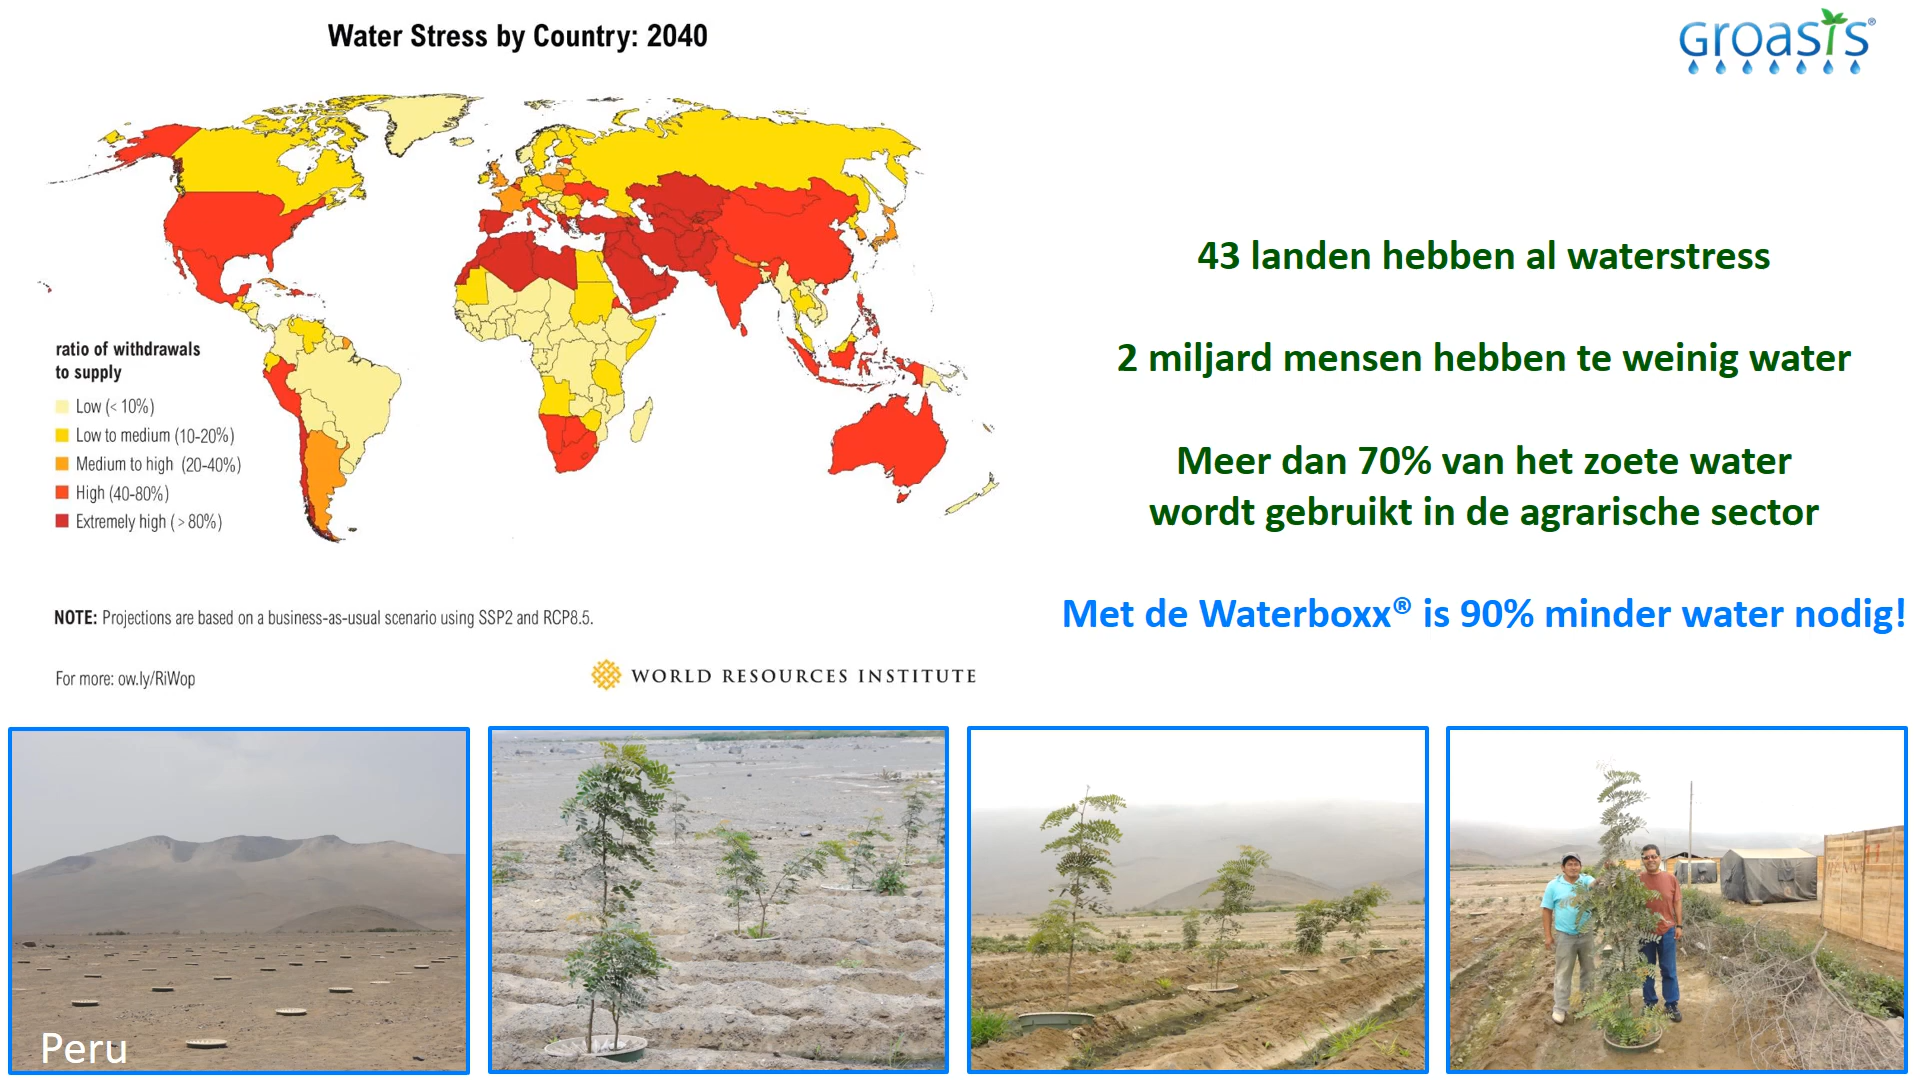 Water Stress by Country: 2040
GROASIS®
43 landen hebben al waterstress
2 miljard mensen hebben te weinig water
Meer dan 70% van het zoete water
wordt gebruikt in de agrarische sector
Met de Waterboxx® is 90% minder water nodig!
ratio of withdrawals
to supply
Low (< 10%)
Low to medium (10-20%)
Medium to high (20-40%)
High (40-80%)
Extremely high (> 80%)
NOTE: Projections are based on a business-as-usual scenario using SSP2 and RCP8.5.
For more: ow.ly/RiWop
WORLD RESOURCES INSTITUTE
Peru